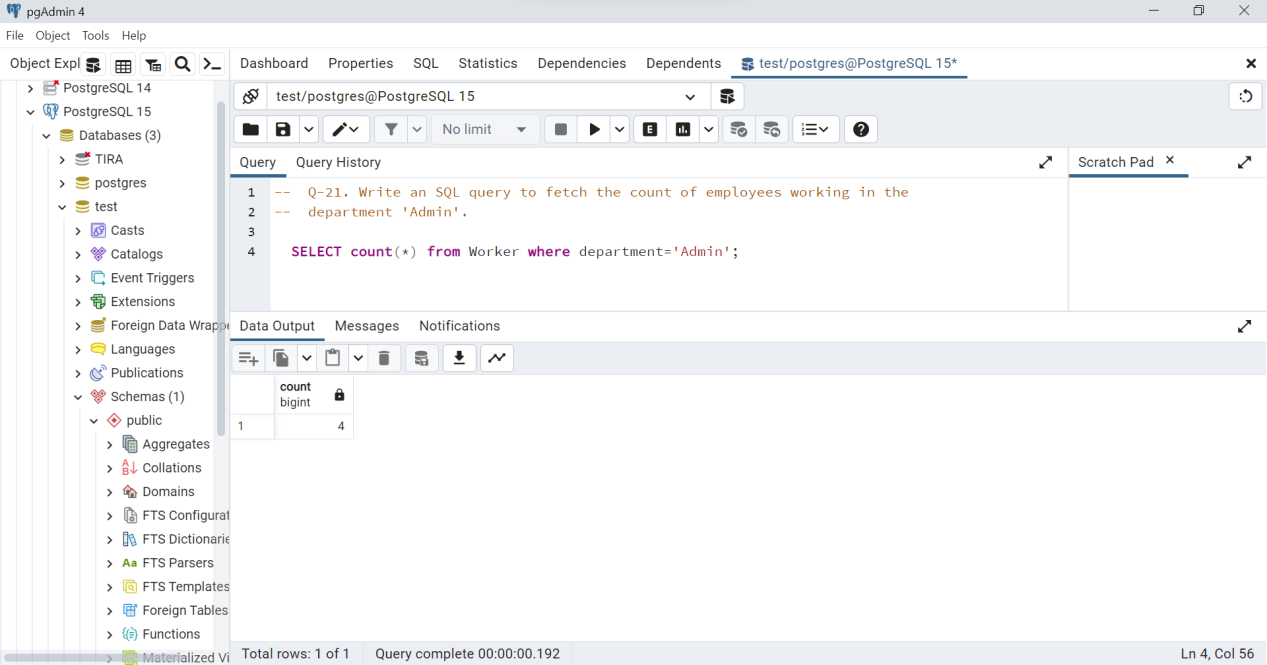 pgAdmin 4
File Object Tools Help
Object Expl
Dashboard Properties SQL Statistics Dependencies Dependents test/postgres@PostgreSQL 15*
PostgreSQL 14
PostgreSQL 15
Databases (3)
TIRA
postgres
test
Casts
Catalogs
Event Triggers
Extensions
Foreign Data Wrappe
Languages
Publications
Schemas (1)
public
Aggregates
Collations
Domains
FTS Configurat
FTS Dictionarie
Aa FTS Parsers
FTS Templates
Foreign Tables
Functions
Materialized Vi
test/postgres@PostgreSQL 15
No limit
E
Query Query History
Scratch Pad
1 -- Q-21. Write an SQL query to fetch the count of employees working in the
2 -- department 'Admin'.
3
4 SELECT count(*) from Worker where department='Admin';
Data Output Messages Notifications
count
bigint
1 4
Total rows: 1 of 1 Query complete 00:00:00.192 Ln 4, Col 56